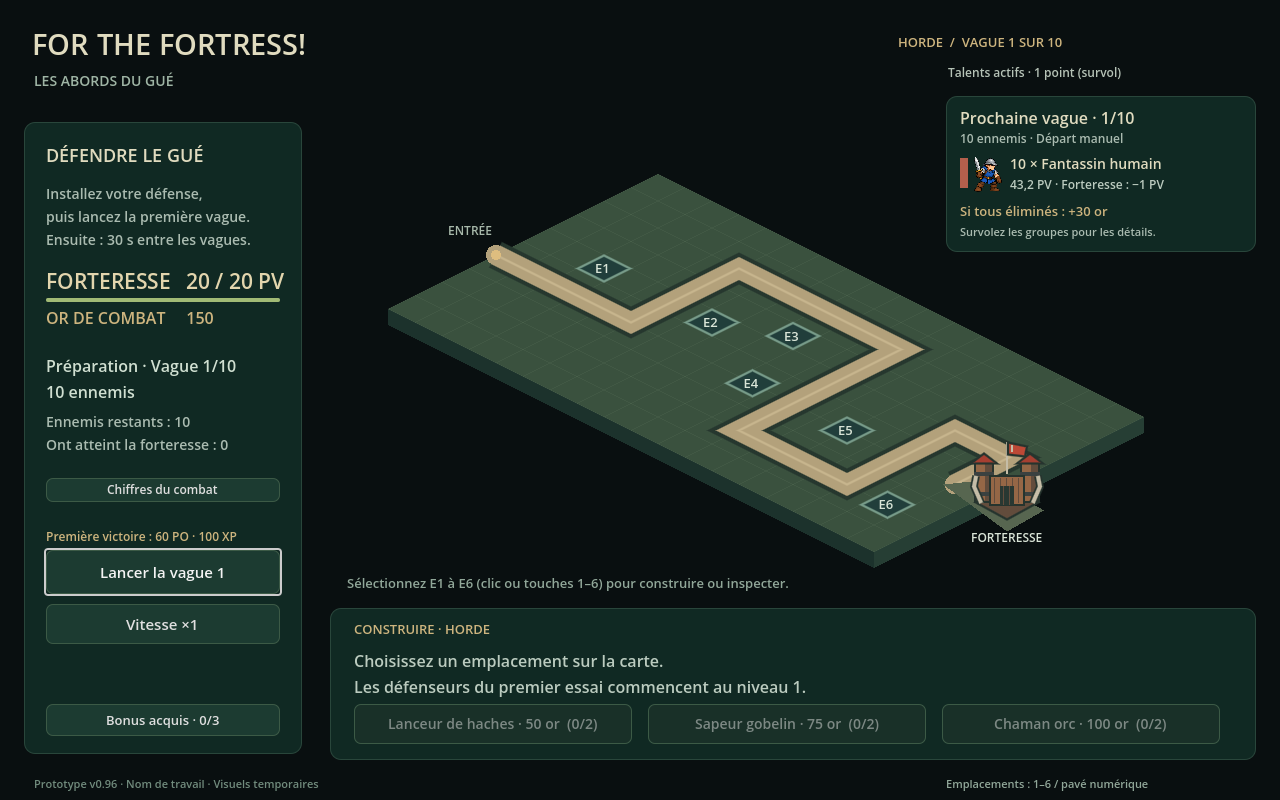 FOR THE FORTRESS!
LES ABORDS DU GUÉ
HORDE / VAGUE 1 SUR 10
Talents actifs · 1 point (survol)
Prochaine vague · 1/10
10 ennemis · Départ manuel
10 × Fantassin humain
43,2 PV · Forteresse : −1 PV
Si tous éliminés : +30 or
Survolez les groupes pour les détails.
DÉFENDRE LE GUÉ
Installez votre défense,
puis lancez la première vague.
Ensuite : 30 s entre les vagues.
FORTERESSE 20 / 20 PV
OR DE COMBAT 150
Préparation · Vague 1/10
10 ennemis
Ennemis restants : 10
Ont atteint la forteresse : 0
Chiffres du combat
Première victoire : 60 PO · 100 XP
Lancer la vague 1
Vitesse ×1
Bonus acquis · 0/3
ENTRÉE
E1
E2
E3
E4
E5
E6
FORTERESSE
Sélectionnez E1 à E6 (clic ou touches 1–6) pour construire ou inspecter.
CONSTRUIRE · HORDE
Choisissez un emplacement sur la carte.
Les défenseurs du premier essai commencent au niveau 1.
Lanceur de haches · 50 or (0/2)
Sapeur gobelin · 75 or (0/2)
Chaman orc · 100 or (0/2)
Prototype v0.96 · Nom de travail · Visuels temporaires
Emplacements : 1–6 / pavé numérique